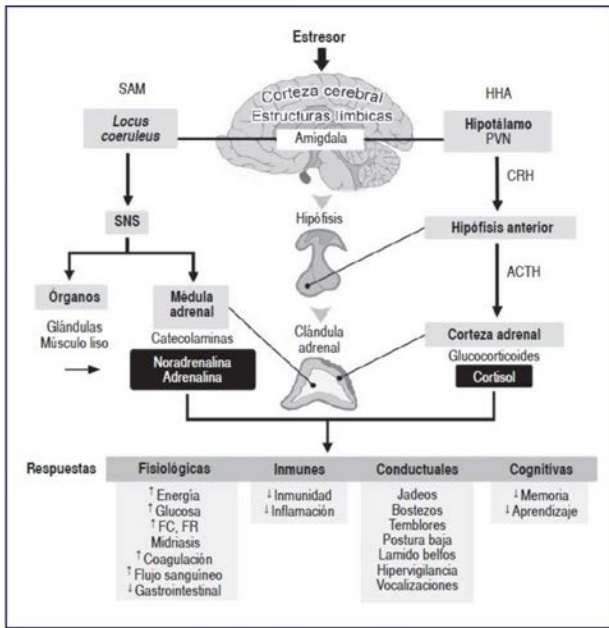 Estresor
SAM
Corteza cerebral
Estructuras límbicas
Amígdala
HHA
Locus
coeruleus
Hipotálamo
PVN
CRH
SNS
Hipófisis
Hipófisis anterior
ACTH
Órganos
Glándulas
Músculo liso
Médula
adrenal
Catecolaminas
Noradrenalina
Adrenalina
Clándula
adrenal
Corteza adrenal
Glucocorticoides
Cortisol
Respuestas
Fisiológicas
↑Energía
↑Glucosa
↑FC, FR
Midriasis
↑Coagulación
↑Flujo sanguíneo
↓Gastrointestinal
Inmunes
↓Inmunidad
↓Inflamación
Conductuales
Jadeos
Bostezos
Temblores
Postura baja
Lamido belfos
Hipervigilancia
Vocalizaciones
Cognitivas
↓Memoria
↓Aprendizaje